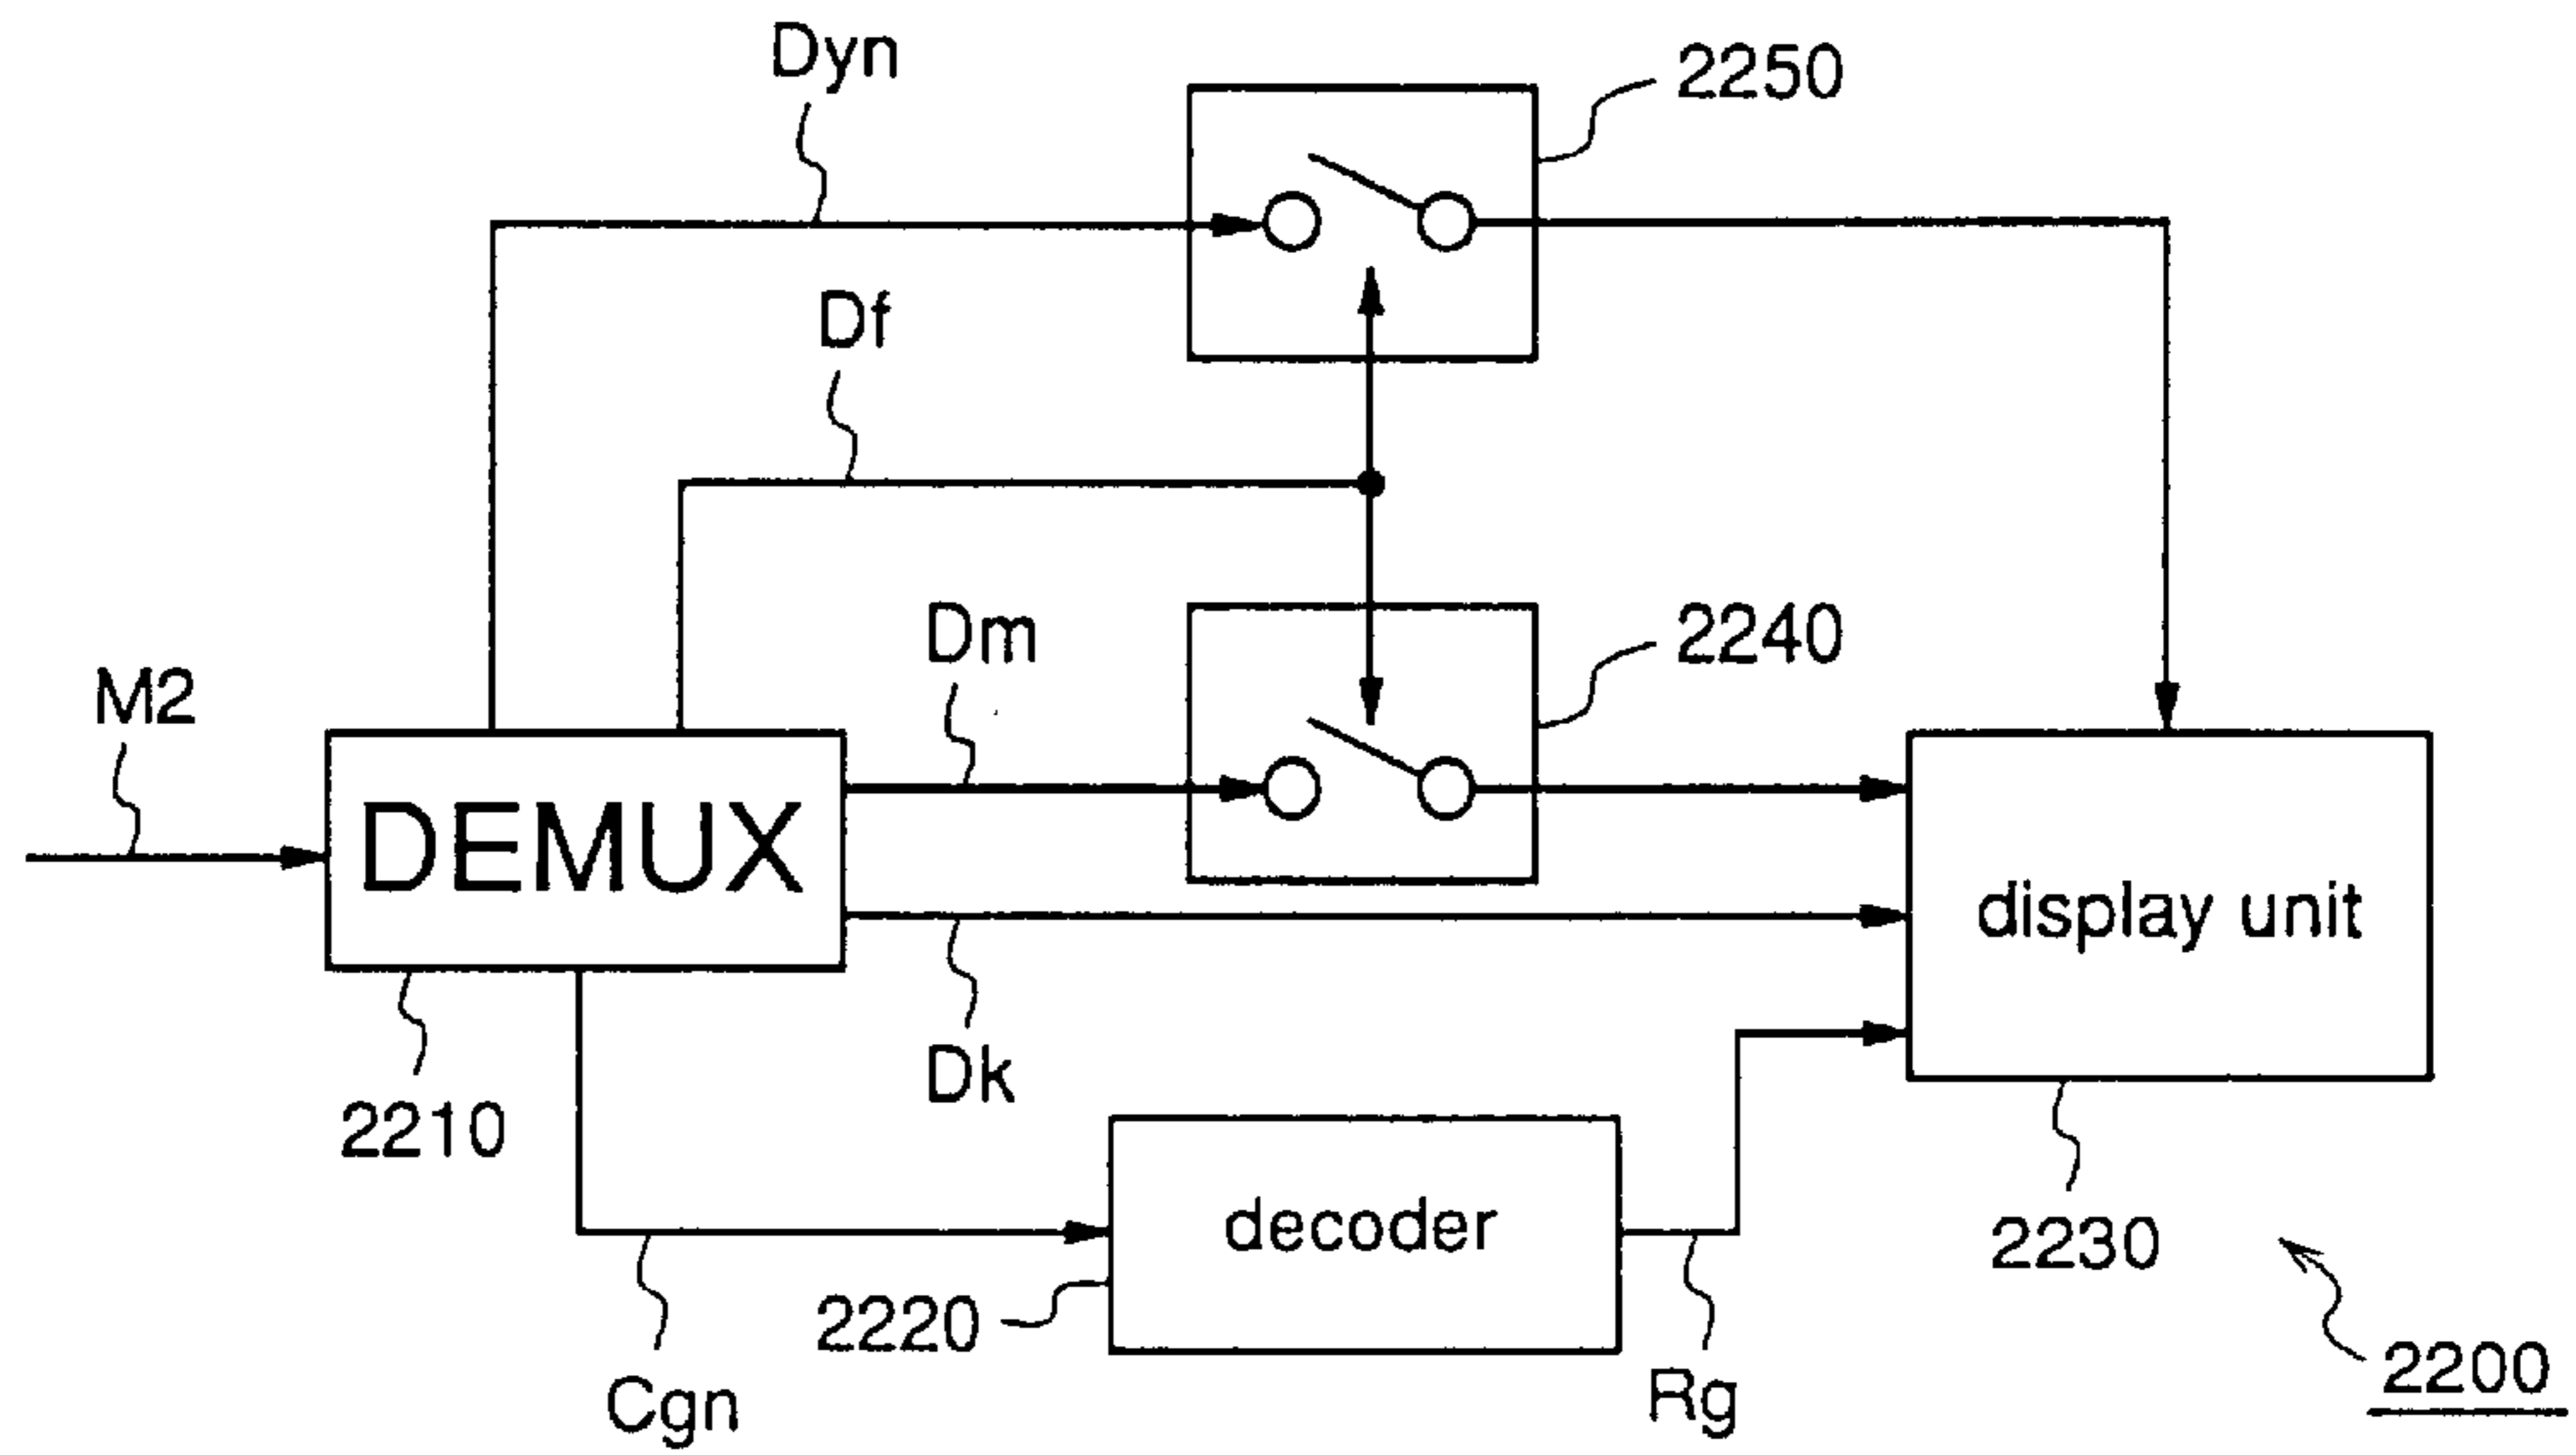 Dyn
2250
Df
Dm
2240
M2
DEMUX
display unit
Dk
2210
decoder
2230
2220
2200
Cgn
Rg